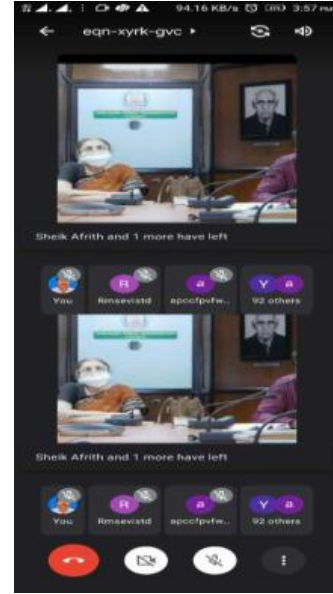 94.16 KB/s 3:57 PM
eqn-xyrk-gvc
Sheik Afrith and 1 more have left
You Rmsevistd apccfpvfw... 92 others
Sheik Afrith and 1 more have left
You Rmsevistd apccfpvfw... 92 others